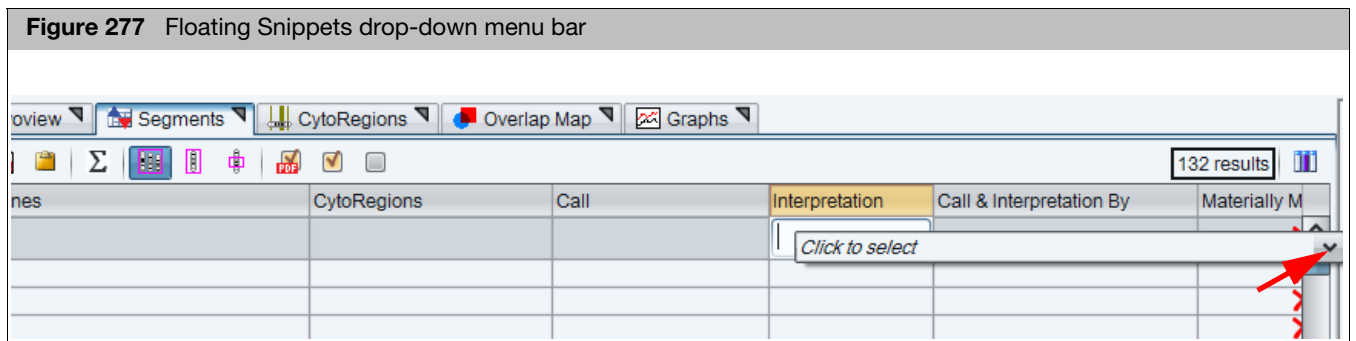 Figure 277 Floating Snippets drop-down menu bar
rview Segments CytoRegions Overlap Map Graphs
PDF 132 results
nes CytoRegions Call Interpretation Call & Interpretation By Materially M
Click to select